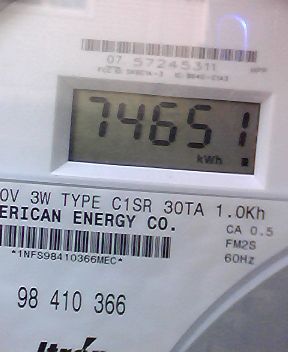 07 57245311
74651
kWh
0V 3W TYPE C1SR 30TA 1.0Kh
ERICAN ENERGY CO.
CA 0.5
FM2S
60Hz
*1NFS98410366MEC*
98 410 366
Itron